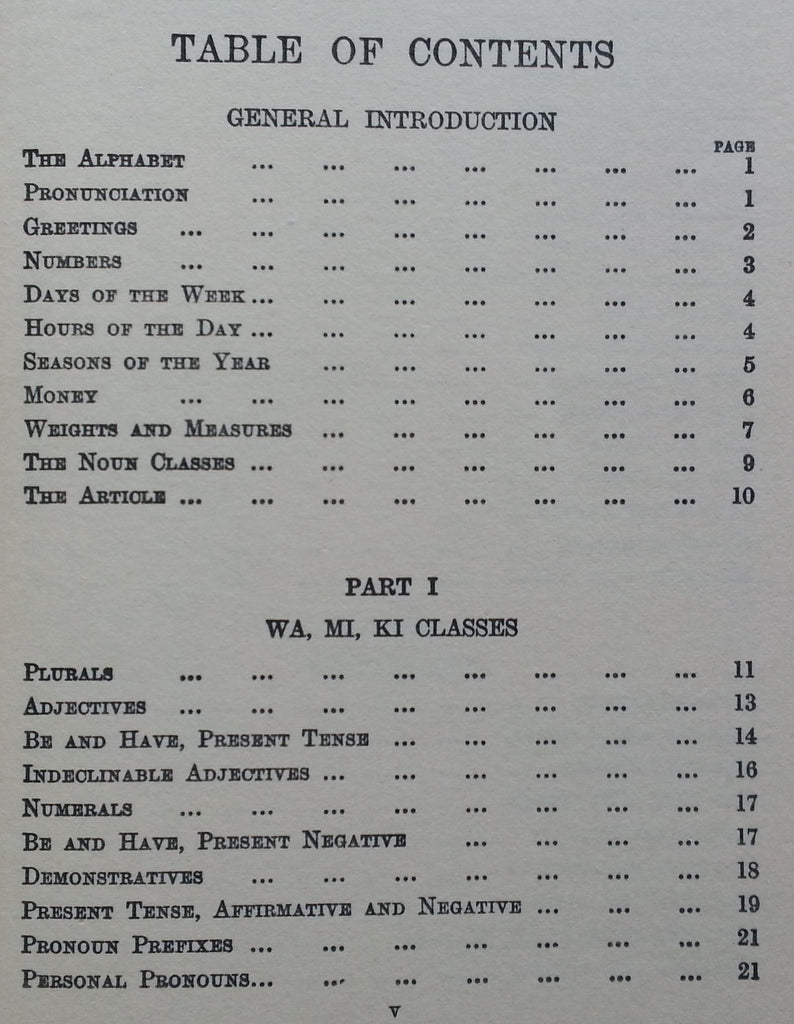 TABLE OF CONTENTS
GENERAL INTRODUCTION
PAGE
THE ALPHABET ... ... ... ... ... ... ... 1
PRONUNCIATION ... ... ... ... ... ... ... 1
GREETINGS ... ... ... ... ... ... ... ... 2
NUMBERS ... ... ... ... ... ... ... ... 3
DAYS OF THE WEEK ... ... ... ... ... ... ... 4
HOURS OF THE DAY ... ... ... ... ... ... ... 4
SEASONS OF THE YEAR ... ... ... ... ... ... 5
MONEY ... ... ... ... ... ... ... ... 6
WEIGHTS AND MEASURES ... ... ... ... ... ... 7
THE NOUN CLASSES ... ... ... ... ... ... ... 9
THE ARTICLE ... ... ... ... ... ... ... ... 10
PART I
WA, MI, KI CLASSES
PLURALS ... ... ... ... ... ... ... ... 11
ADJECTIVES ... ... ... ... ... ... ... ... 13
BE AND HAVE, PRESENT TENSE ... ... ... ... ... 14
INDECLINABLE ADJECTIVES ... ... ... ... ... ... 16
NUMERALS ... ... ... ... ... ... ... ... 17
BE AND HAVE, PRESENT NEGATIVE ... ... ... ... 17
DEMONSTRATIVES ... ... ... ... ... ... ... 18
PRESENT TENSE, AFFIRMATIVE AND NEGATIVE ... ... ... 19
PRONOUN PREFIXES ... ... ... ... ... ... ... 21
PERSONAL PRONOUNS... ... ... ... ... ... ... 21
v